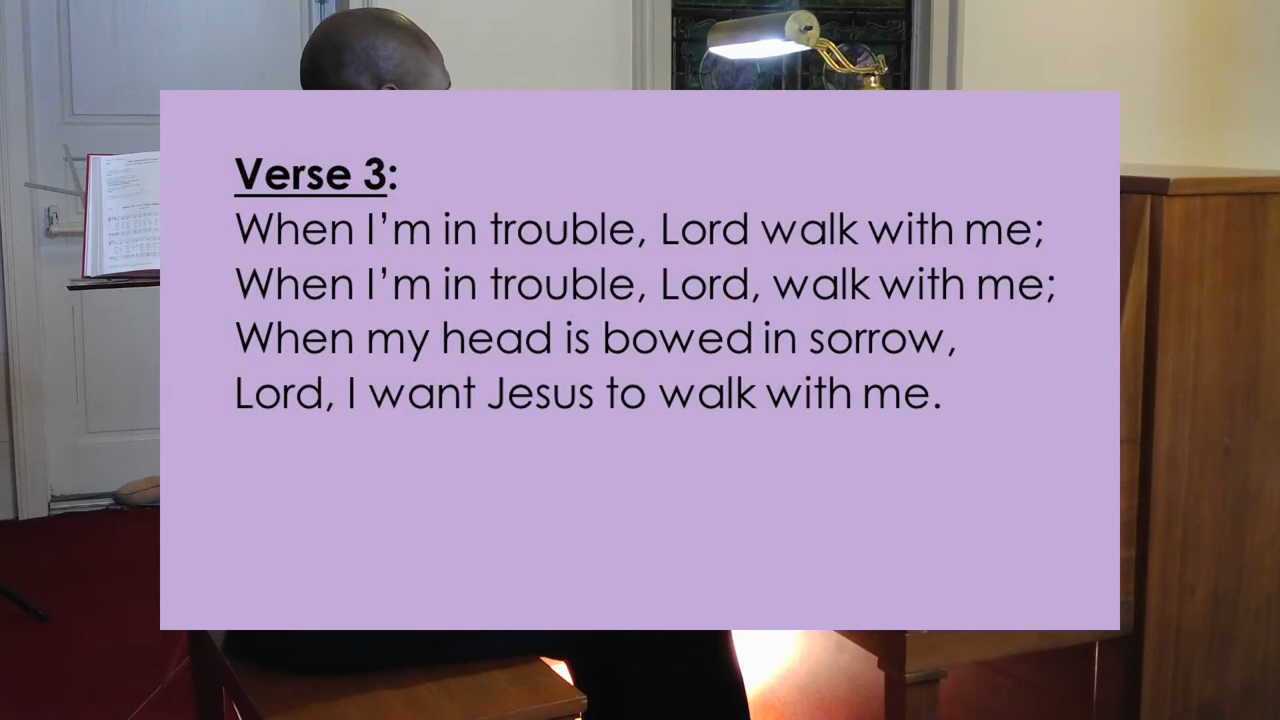 Verse 3:
When I’m in trouble, Lord walk with me;
When I’m in trouble, Lord, walk with me;
When my head is bowed in sorrow,
Lord, I want Jesus to walk with me.